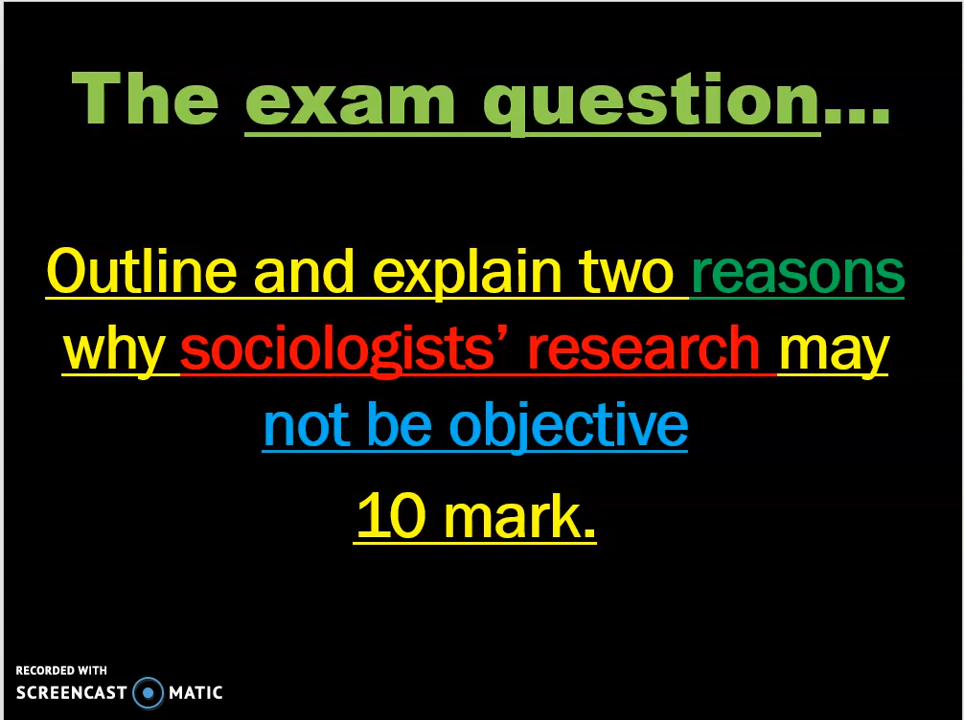 The exam question...
Outline and explain two reasons
why sociologists’ research may
not be objective
10 mark.
RECORDED WITH
SCREENCAST MATIC